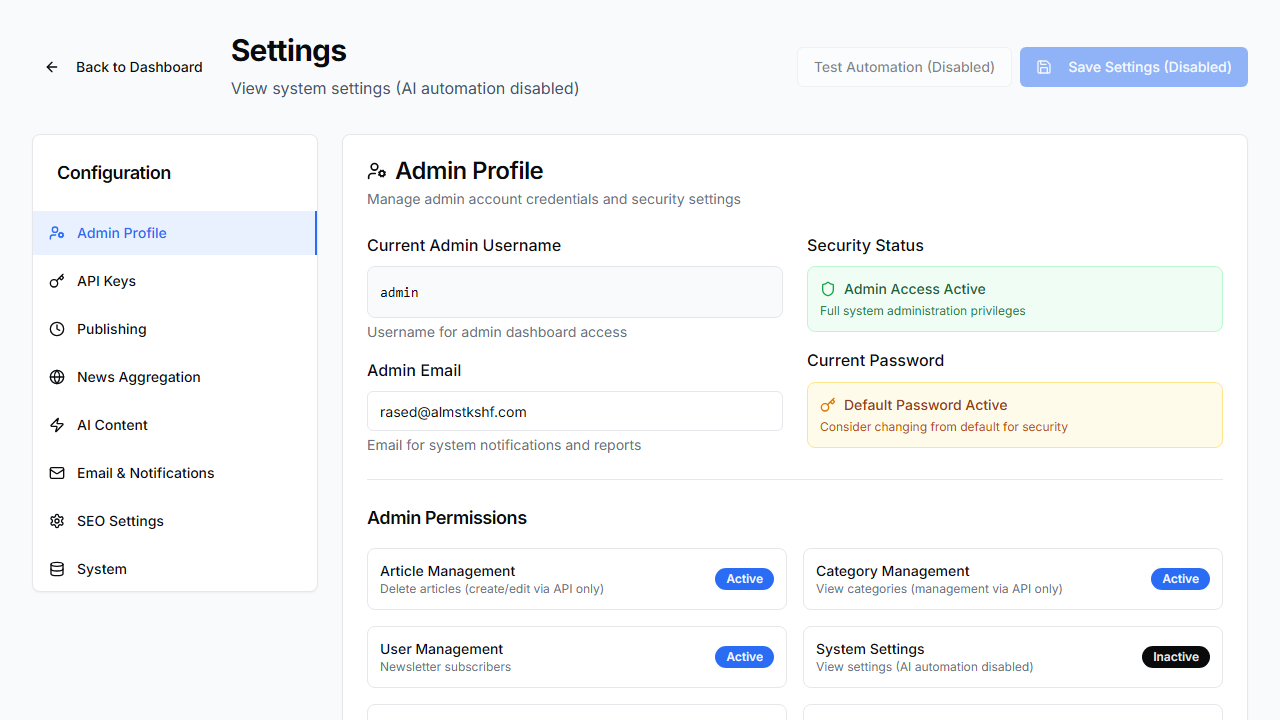 Back to Dashboard
Settings
View system settings (AI automation disabled)
Test Automation (Disabled)
Save Settings (Disabled)
Configuration
Admin Profile
API Keys
Publishing
News Aggregation
AI Content
Email & Notifications
SEO Settings
System
Admin Profile
Manage admin account credentials and security settings
Current Admin Username
admin
Username for admin dashboard access
Admin Email
rased@almstkshf.com
Email for system notifications and reports
Security Status
Admin Access Active
Full system administration privileges
Current Password
Default Password Active
Consider changing from default for security
Admin Permissions
Article Management
Delete articles (create/edit via API only)
Active
Category Management
View categories (management via API only)
Active
User Management
Newsletter subscribers
Active
System Settings
View settings (AI automation disabled)
Inactive